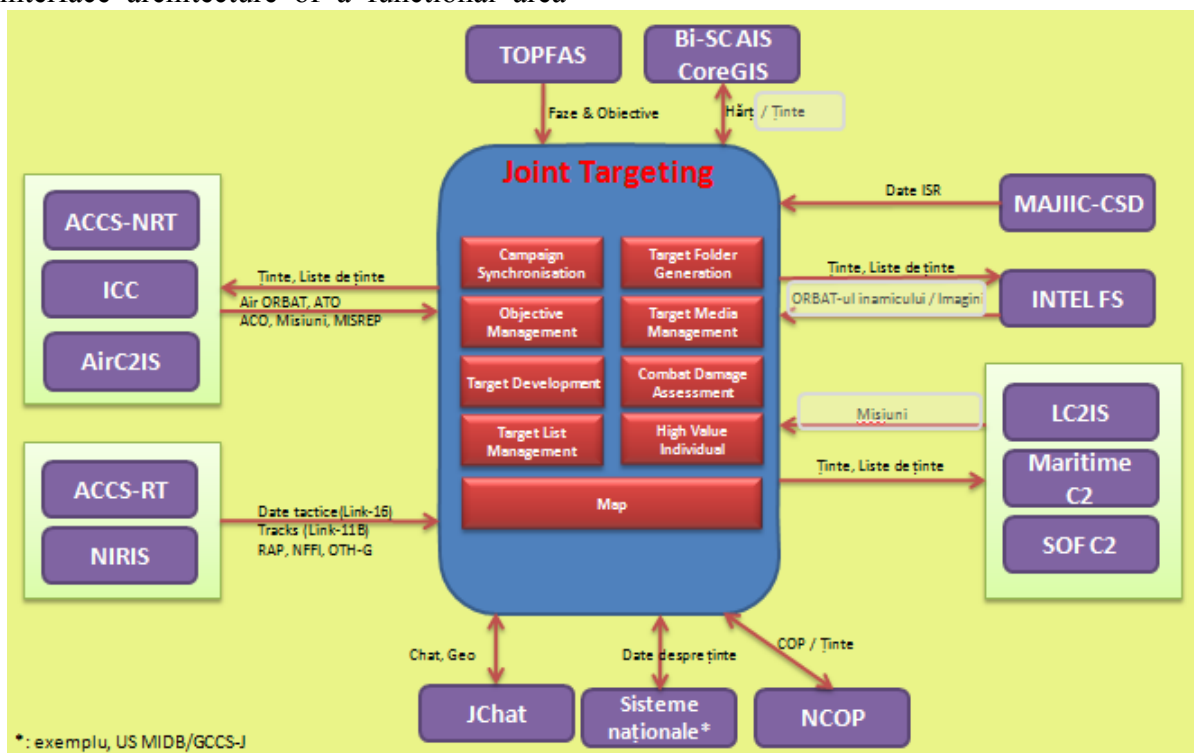 interface architecture of a functional area
TOPFAS
Bi-SC AIS
CoreGIS
Faze & Obiective
Hărț / Ținte
Joint Targeting
ACCS-NRT
ICC
AirC2IS
Ținte, Liste de ținte
Air ORBAT, ATO
ACO, Misiuni, MISREP
Campaign
Synchronisation
Target Folder
Generation
Objective
Management
Target Media
Management
Target Development
Combat Damage
Assessment
Target List
Management
High Value
Individual
Map
Date ISR
MAJIIC-CSD
Ținte, Liste de ținte
ORBAT-ul inamicului / Imagini
INTEL FS
Misiuni
Ținte, Liste de ținte
LC2IS
Maritime
C2
SOF C2
ACCS-RT
NIRIS
Date tactice(Link-16)
Tracks (Link-11B)
RAP, NFFI, OTH-G
Chat, Geo
Date despre ținte
COP / Ținte
JChat
Sisteme
naționale*
NCOP
*: exemplu, US MIDB/GCCS-J